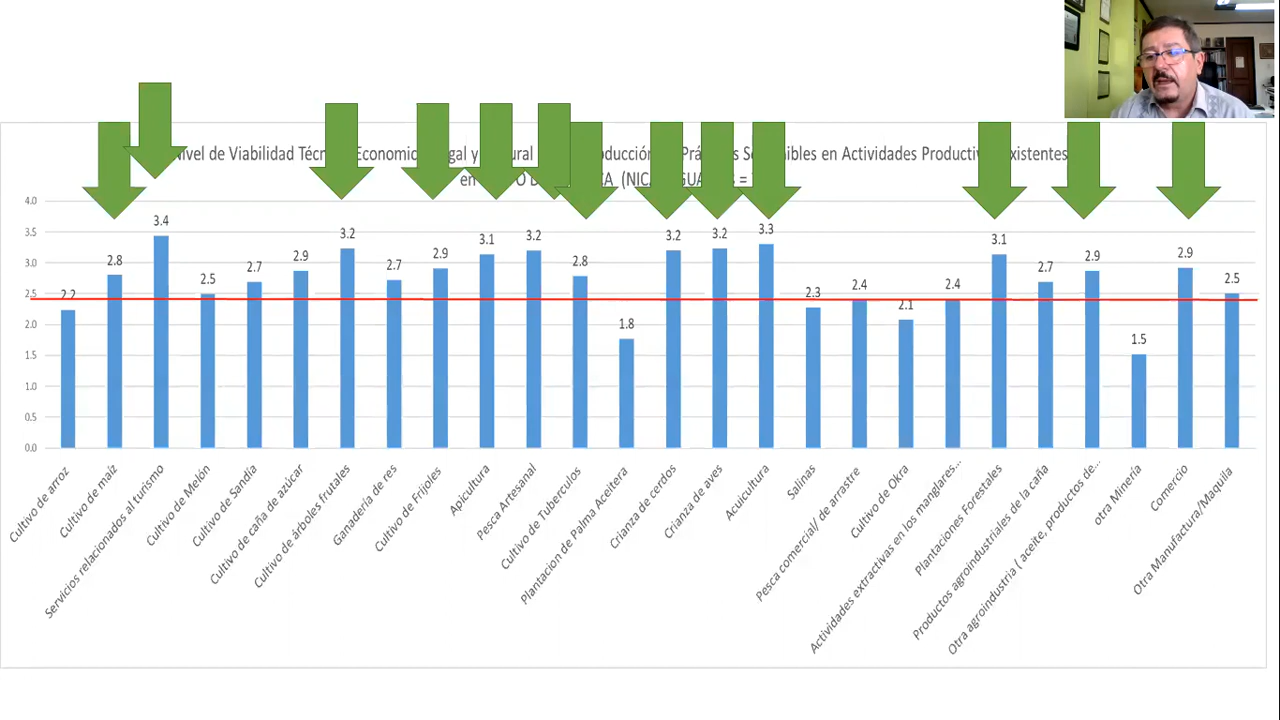 Nivel de Viabilidad Econom y ural oducción Prá s S nibles en Actividades Productiv xistentes
en O D CA (NICA GUA =
4.0
3.5
3.0
2.5
2.0
1.5
1.0
0.5
0.0
2.2
2.8
3.4
2.5
2.7
2.9
3.2
2.7
2.9
3.1
3.2
2.8
1.8
3.2
3.2
3.3
2.3
2.4
2.1
2.4
3.1
2.7
2.9
1.5
2.9
2.5
Cultivo de arroz
Cultivo de maíz
Servicios relacionados al turismo
Cultivo de Melón
Cultivo de Sandía
Cultivo de caña de azúcar
Cultivo de árboles frutales
Ganadería de res
Cultivo de Frijoles
Apicultura
Pesca Artesanal
Cultivo de Tuberculos
Plantacion de Palma Aceitera
Crianza de cerdos
Crianza de aves
Acuicultura
Salinas
Pesca comercial/ de arrastre
Cultivo de Okra
Actividades extractivas en los manglares...
Plantaciones Forestales
Productos agroindustriales de la caña
Otra agroindustria ( aceite, productos de...
otra Minería
Comercio
Otra Manufactura/Maquila